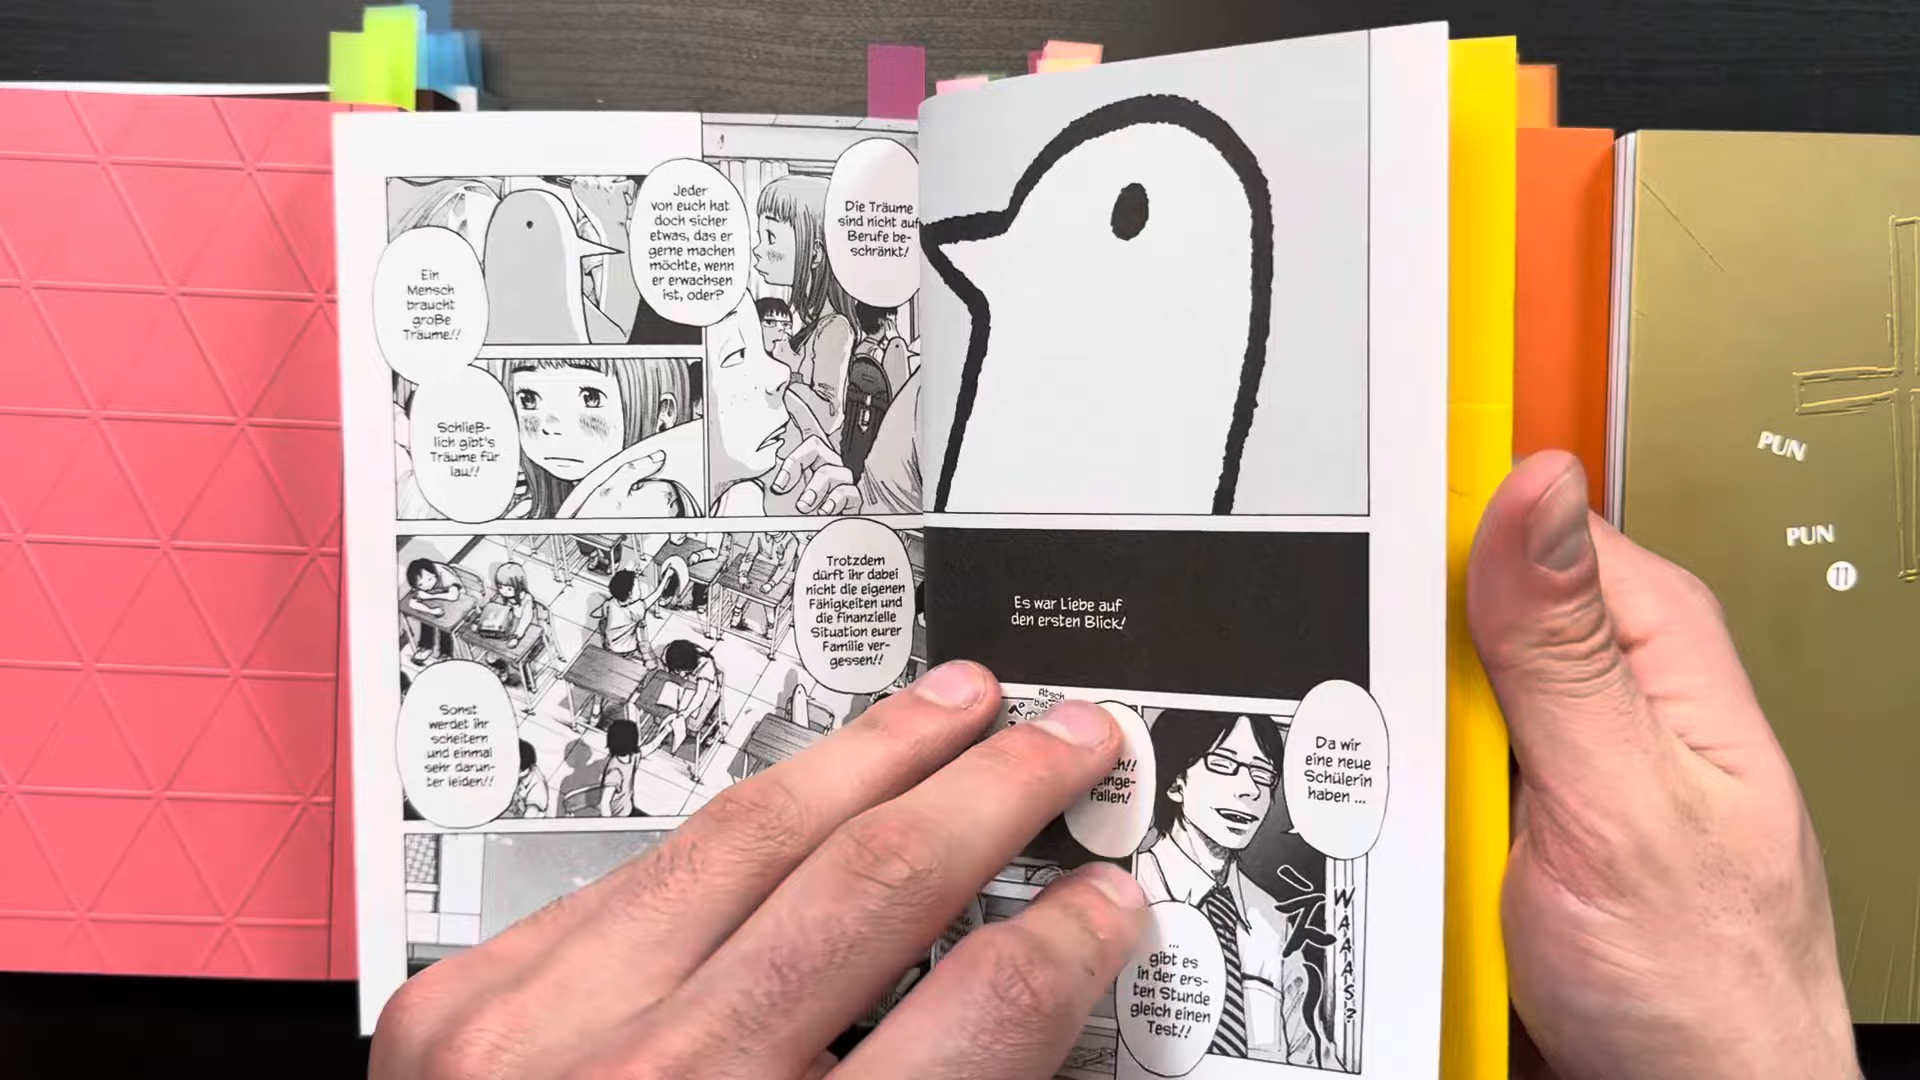 Es war Liebe auf
den ersten Blick!
Da wir
eine neue
Schülerin
haben ...
...
gibt es
in der ers-
ten Stunde
gleich einen
Test!!
fallen!
Die Träume
sind nicht auf
Berufe be-
schränkt!
Jeder
von euch hat
doch sicher
etwas, das er
gerne machen
möchte, wenn
er erwachsen
ist, oder?
Ein
Mensch
braucht
große
Träume!!
Schließ-
lich gibt's
Träume für
lau!!
Trotzdem
dürft ihr dabei
nicht die eigenen
Fähigkeiten und
die finanzielle
Situation eurer
Familie ver-
gessen!!
Sonst
werdet ihr
scheitern
und einmal
sehr darun-
ter leiden!!
PUN
PUN
11